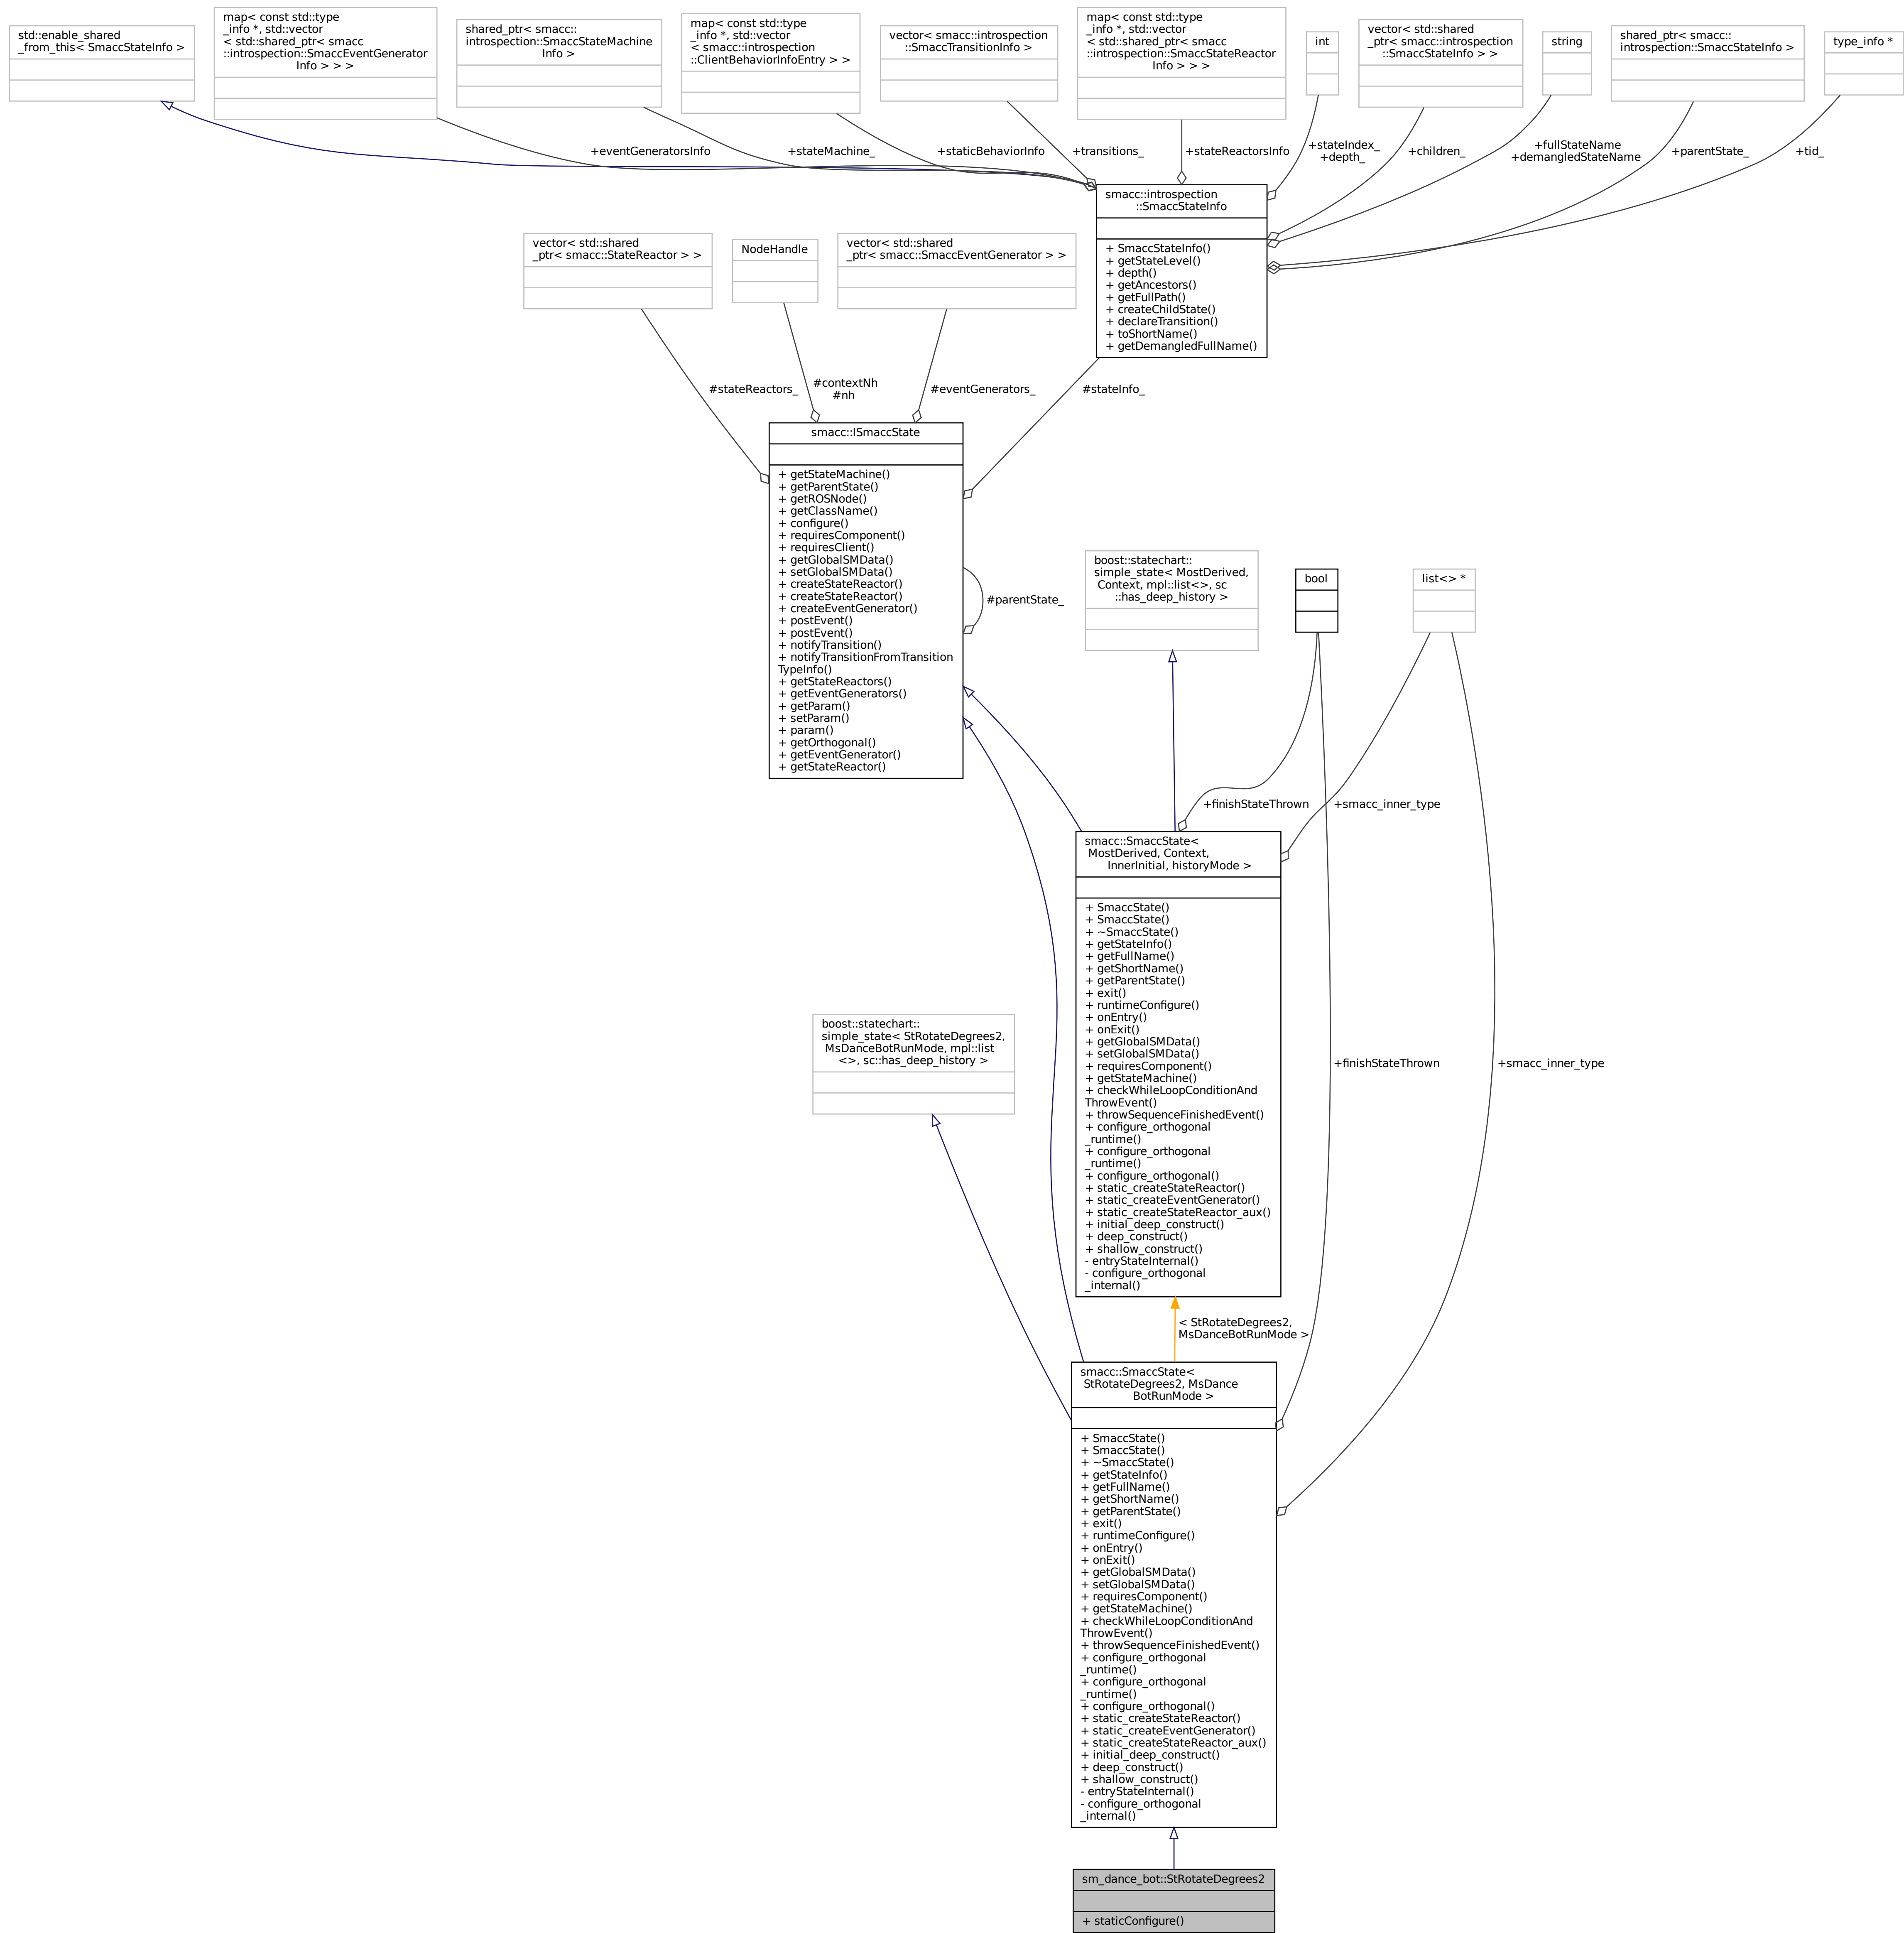 std::enable_shared
_from_this< SmaccStateInfo >
map< const std::type
_info *, std::vector
< std::shared_ptr< smacc
::introspection::SmaccEventGenerator
Info > > >
shared_ptr< smacc::
introspection::SmaccStateMachine
Info >
map< const std::type
_info *, std::vector
< smacc::introspection
::ClientBehaviorInfoEntry > >
vector< smacc::introspection
::SmaccTransitionInfo >
map< const std::type
_info *, std::vector
< std::shared_ptr< smacc
::introspection::SmaccStateReactor
Info > > >
int
vector< std::shared
_ptr< smacc::introspection
::SmaccStateInfo > >
string
shared_ptr< smacc::
introspection::SmaccStateInfo >
type_info *
+eventGeneratorsInfo
+stateMachine_
+staticBehaviorInfo
+transitions_
+stateReactorsInfo
+stateIndex_
+depth_
+children_
+fullStateName
+demangledStateName
+parentState_
+tid_
smacc::introspection
::SmaccStateInfo
+ SmaccStateInfo()
+ getStateLevel()
+ depth()
+ getAncestors()
+ getFullPath()
+ createChildState()
+ declareTransition()
+ toShortName()
+ getDemangledFullName()
vector< std::shared
_ptr< smacc::StateReactor > >
NodeHandle
vector< std::shared
_ptr< smacc::SmaccEventGenerator > >
#stateReactors_
#contextNh
#nh
#eventGenerators_
#stateInfo_
smacc::ISmaccState
+ getStateMachine()
+ getParentState()
+ getROSNode()
+ getClassName()
+ configure()
+ requiresComponent()
+ requiresClient()
+ getGlobalSMData()
+ setGlobalSMData()
+ createStateReactor()
+ createStateReactor()
+ createEventGenerator()
+ postEvent()
+ postEvent()
+ notifyTransition()
+ notifyTransitionFromTransition
TypeInfo()
+ getStateReactors()
+ getEventGenerators()
+ getParam()
+ setParam()
+ param()
+ getOrthogonal()
+ getEventGenerator()
+ getStateReactor()
#parentState_
boost::statechart::
simple_state< MostDerived,
Context, mpl::list<>, sc
::has_deep_history >
bool
list<> *
+finishStateThrown
+smacc_inner_type
smacc::SmaccState<
MostDerived, Context,
InnerInitial, historyMode >
+ SmaccState()
+ SmaccState()
+ ~SmaccState()
+ getStateInfo()
+ getFullName()
+ getShortName()
+ getParentState()
+ exit()
+ runtimeConfigure()
+ onEntry()
+ onExit()
+ getGlobalSMData()
+ setGlobalSMData()
+ requiresComponent()
+ getStateMachine()
+ checkWhileLoopConditionAnd
ThrowEvent()
+ throwSequenceFinishedEvent()
+ configure_orthogonal
_runtime()
+ configure_orthogonal
_runtime()
+ configure_orthogonal()
+ static_createStateReactor()
+ static_createEventGenerator()
+ static_createStateReactor_aux()
+ initial_deep_construct()
+ deep_construct()
+ shallow_construct()
- entryStateInternal()
- configure_orthogonal
_internal()
boost::statechart::
simple_state< StRotateDegrees2,
MsDanceBotRunMode, mpl::list
<>, sc::has_deep_history >
+finishStateThrown
+smacc_inner_type
< StRotateDegrees2,
MsDanceBotRunMode >
smacc::SmaccState<
StRotateDegrees2, MsDance
BotRunMode >
+ SmaccState()
+ SmaccState()
+ ~SmaccState()
+ getStateInfo()
+ getFullName()
+ getShortName()
+ getParentState()
+ exit()
+ runtimeConfigure()
+ onEntry()
+ onExit()
+ getGlobalSMData()
+ setGlobalSMData()
+ requiresComponent()
+ getStateMachine()
+ checkWhileLoopConditionAnd
ThrowEvent()
+ throwSequenceFinishedEvent()
+ configure_orthogonal
_runtime()
+ configure_orthogonal
_runtime()
+ configure_orthogonal()
+ static_createStateReactor()
+ static_createEventGenerator()
+ static_createStateReactor_aux()
+ initial_deep_construct()
+ deep_construct()
+ shallow_construct()
- entryStateInternal()
- configure_orthogonal
_internal()
sm_dance_bot::StRotateDegrees2
+ staticConfigure()